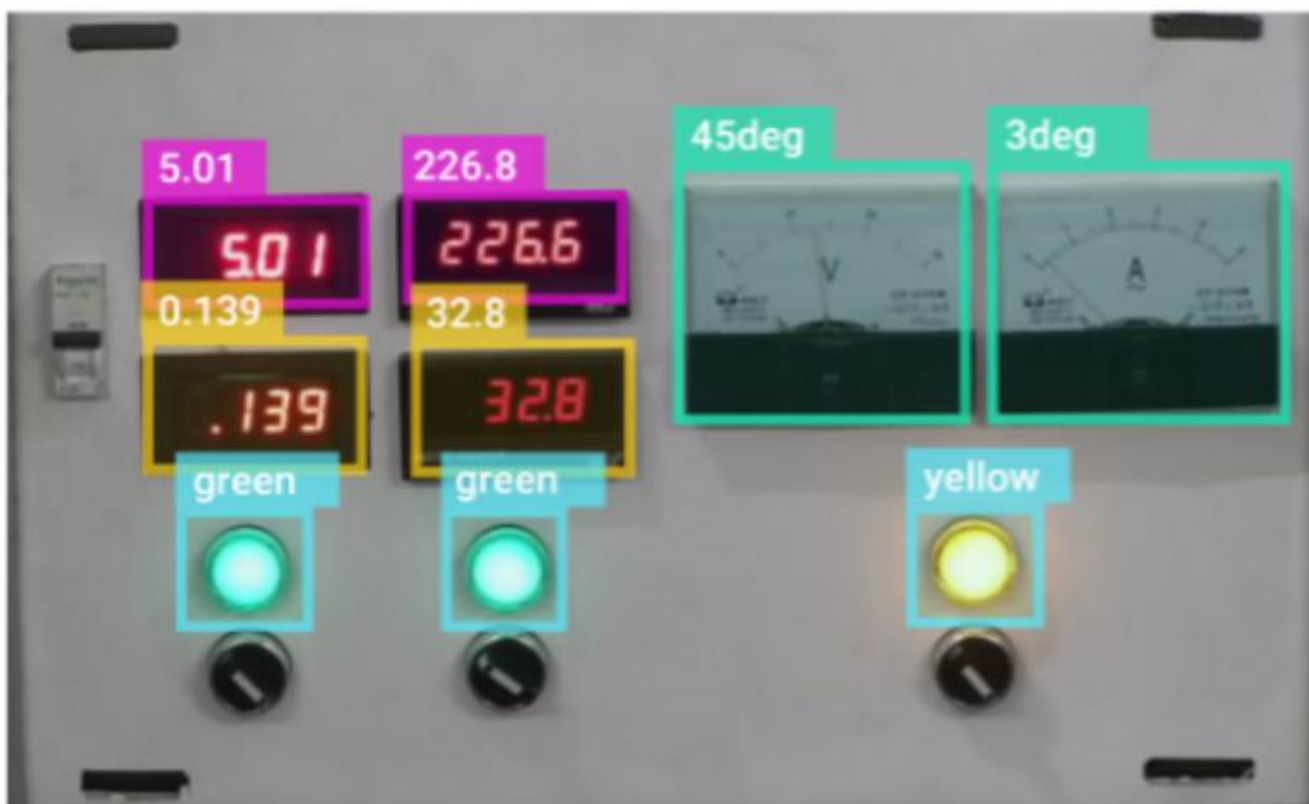 45deg
3deg
5.01
226.8
5.01
226.6
0.139
32.8
.139
32.8
V
A
green
green
yellow